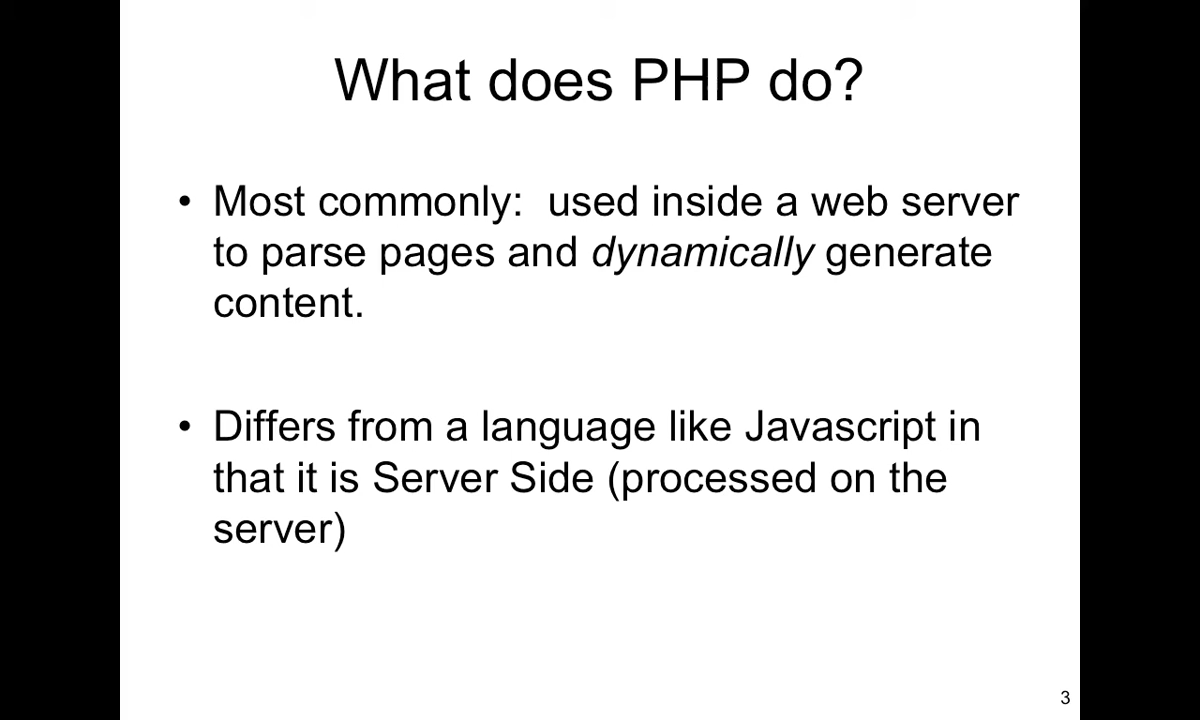 What does PHP do?
• Most commonly:  used inside a web server
to parse pages and dynamically generate
content.
• Differs from a language like Javascript in
that it is Server Side (processed on the
server)
3